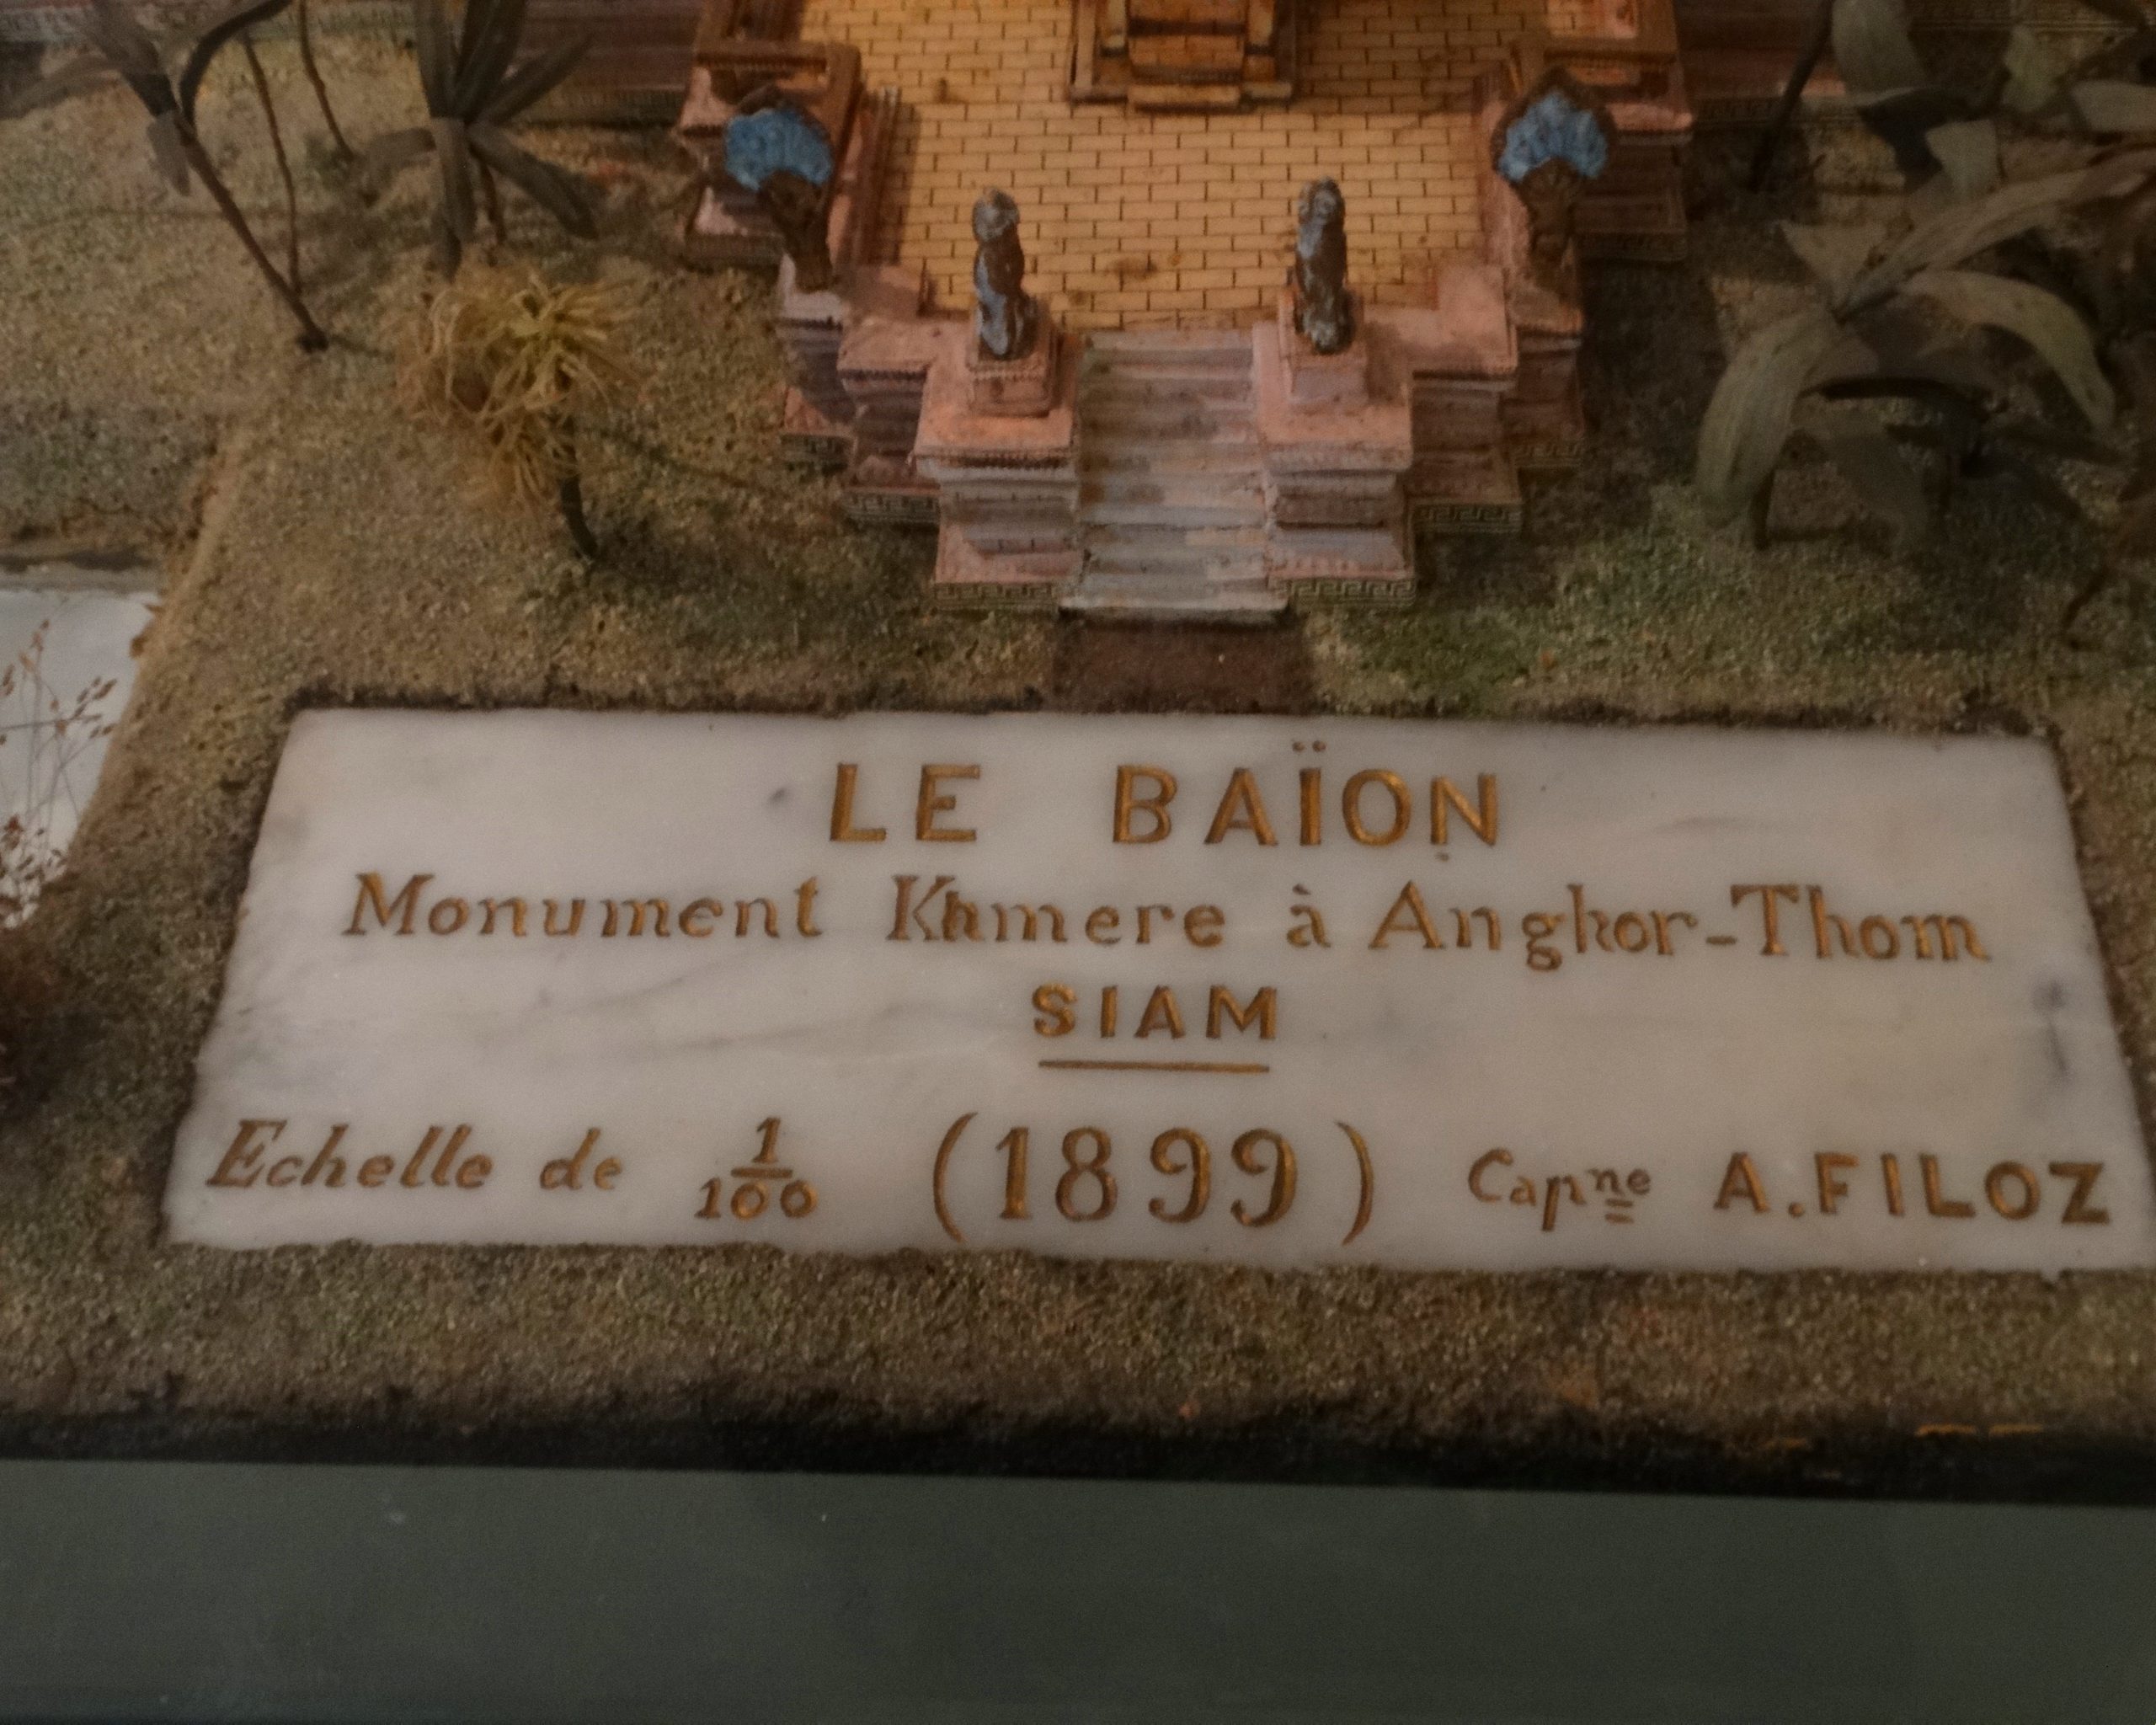 LE BAÏON
Monument Khmere à Angkor-Thom
SIAM
Echelle de 1/100 (1899) Capne A.FILOZ